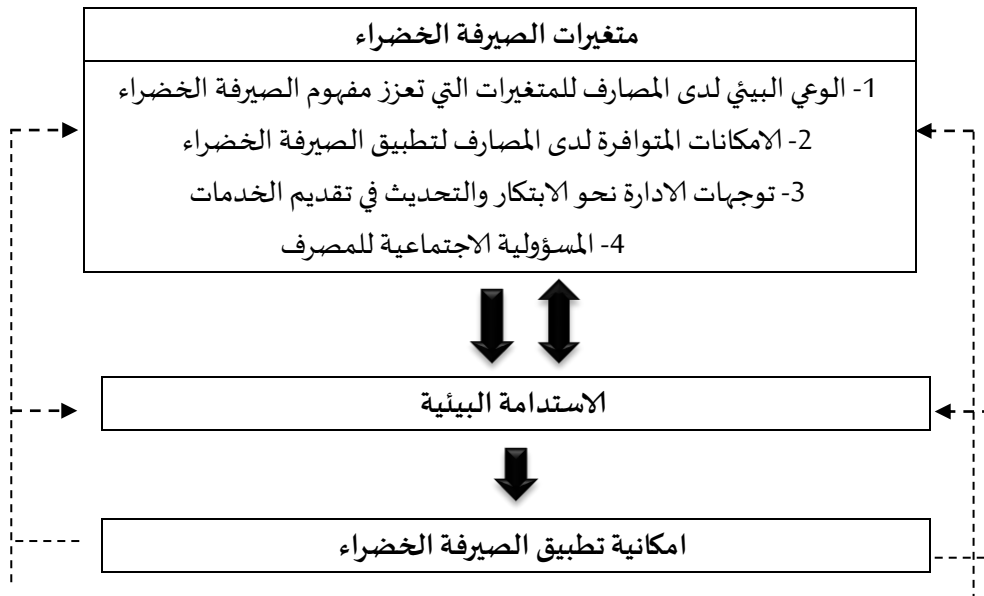 متغيرات الصيرفة الخضراء
1- الوعي البيئي لدى المصارف للمتغيرات التي تعزز مفهوم الصيرفة الخضراء
2- الامكانات المتوافرة لدى المصارف لتطبيق الصيرفة الخضراء
3- توجهات الادارة نحو الابتكار والتحديث في تقديم الخدمات
4- المسؤولية الاجتماعية للمصرف
الاستدامة البيئية
امكانية تطبيق الصيرفة الخضراء